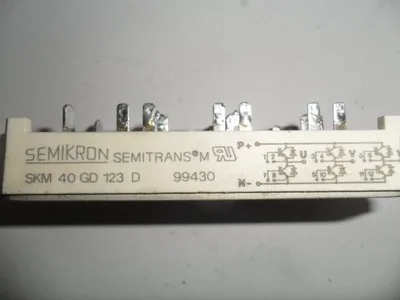 SEMIKRON SEMITRANS®M P+
U V
SKM 40 GD 123 D 99430 N-